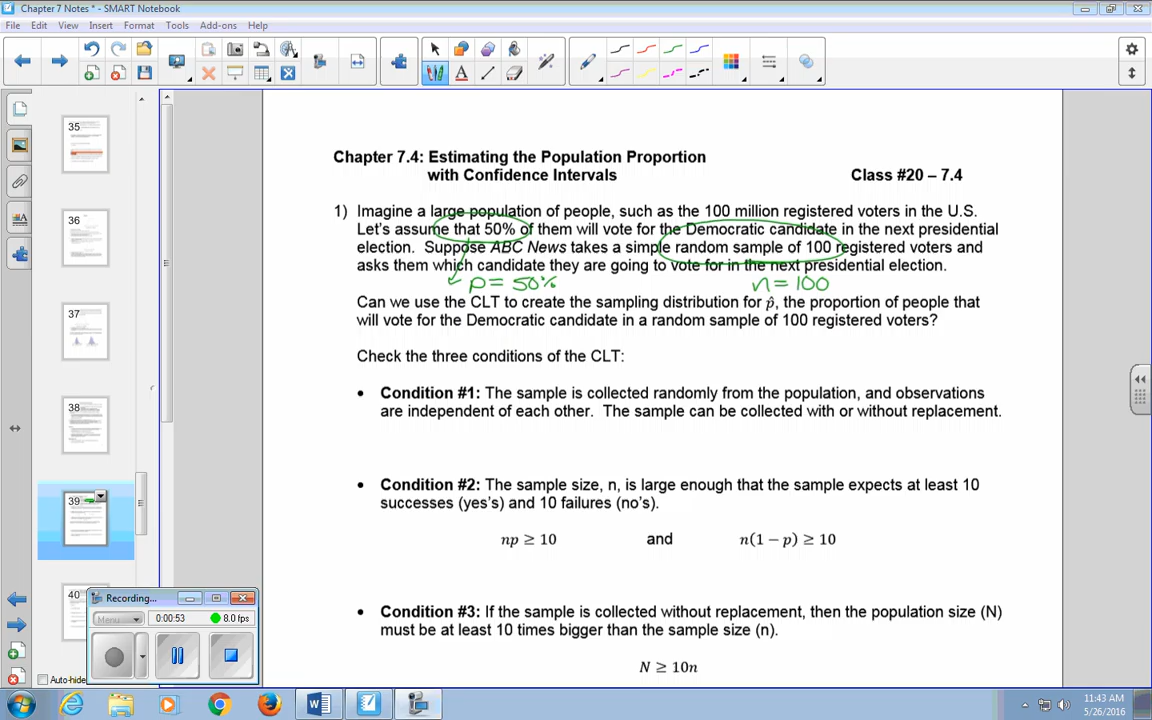 Chapter 7 Notes * - SMART Notebook
File Edit View Insert Format Tools Add-ons Help
35
36
37
38
39
40
Chapter 7.4: Estimating the Population Proportion
with Confidence Intervals
Class #20 – 7.4
1) Imagine a large population of people, such as the 100 million registered voters in the U.S.
Let's assume that 50% of them will vote for the Democratic candidate in the next presidential
election. Suppose ABC News takes a simple random sample of 100 registered voters and
asks them which candidate they are going to vote for in the next presidential election.
p = 50% n = 100
Can we use the CLT to create the sampling distribution for p̂, the proportion of people that
will vote for the Democratic candidate in a random sample of 100 registered voters?
Check the three conditions of the CLT:
• Condition #1: The sample is collected randomly from the population, and observations
are independent of each other. The sample can be collected with or without replacement.
• Condition #2: The sample size, n, is large enough that the sample expects at least 10
successes (yes's) and 10 failures (no's).
np ≥ 10 and n(1 − p) ≥ 10
• Condition #3: If the sample is collected without replacement, then the population size (N)
must be at least 10 times bigger than the sample size (n).
N ≥ 10n
Recording...
Menu 0:00:53 8.0 fps
Auto-hide
11:43 AM
5/26/2016